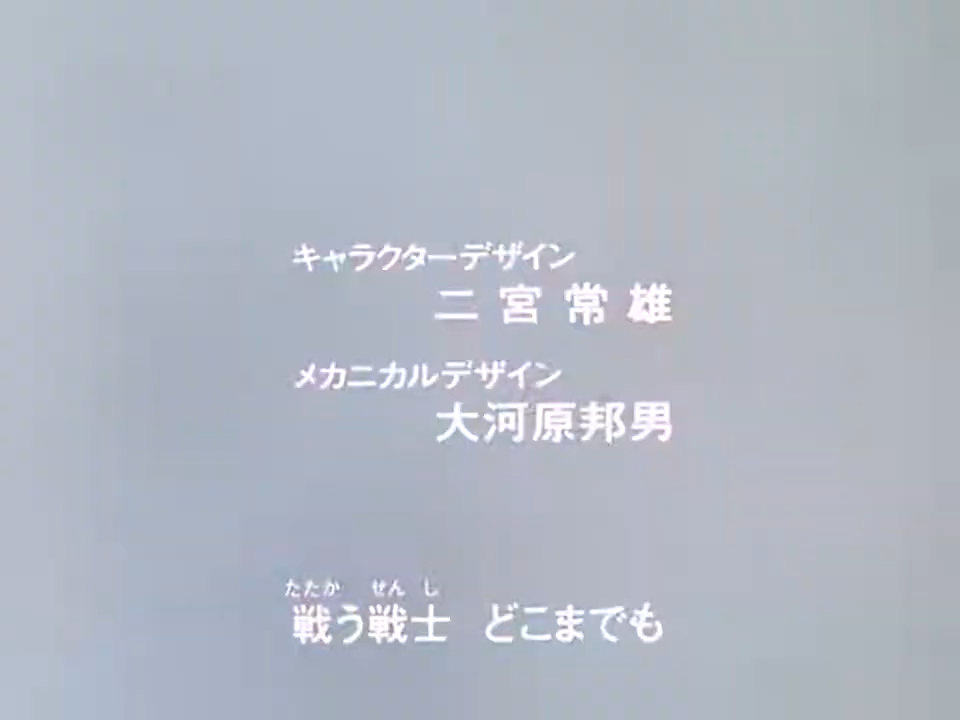 キャラクターデザイン
二宮常雄
メカニカルデザイン
大河原邦男
たたか せんし
戦う戦士 どこまでも